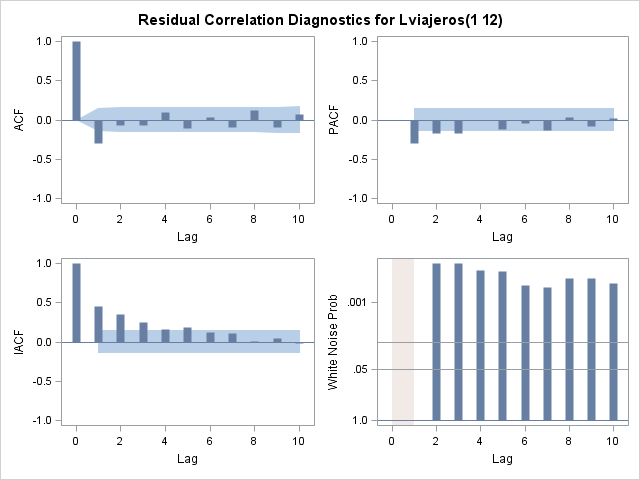 Residual Correlation Diagnostics for Lviajeros(1 12)
1.0
0.5
0.0
-0.5
-1.0
ACF
0 2 4 6 8 10
Lag
1.0
0.5
0.0
-0.5
-1.0
PACF
0 2 4 6 8 10
Lag
1.0
0.5
0.0
-0.5
-1.0
IACF
0 2 4 6 8 10
Lag
.001
.05
1.0
White Noise Prob
0 2 4 6 8 10
Lag